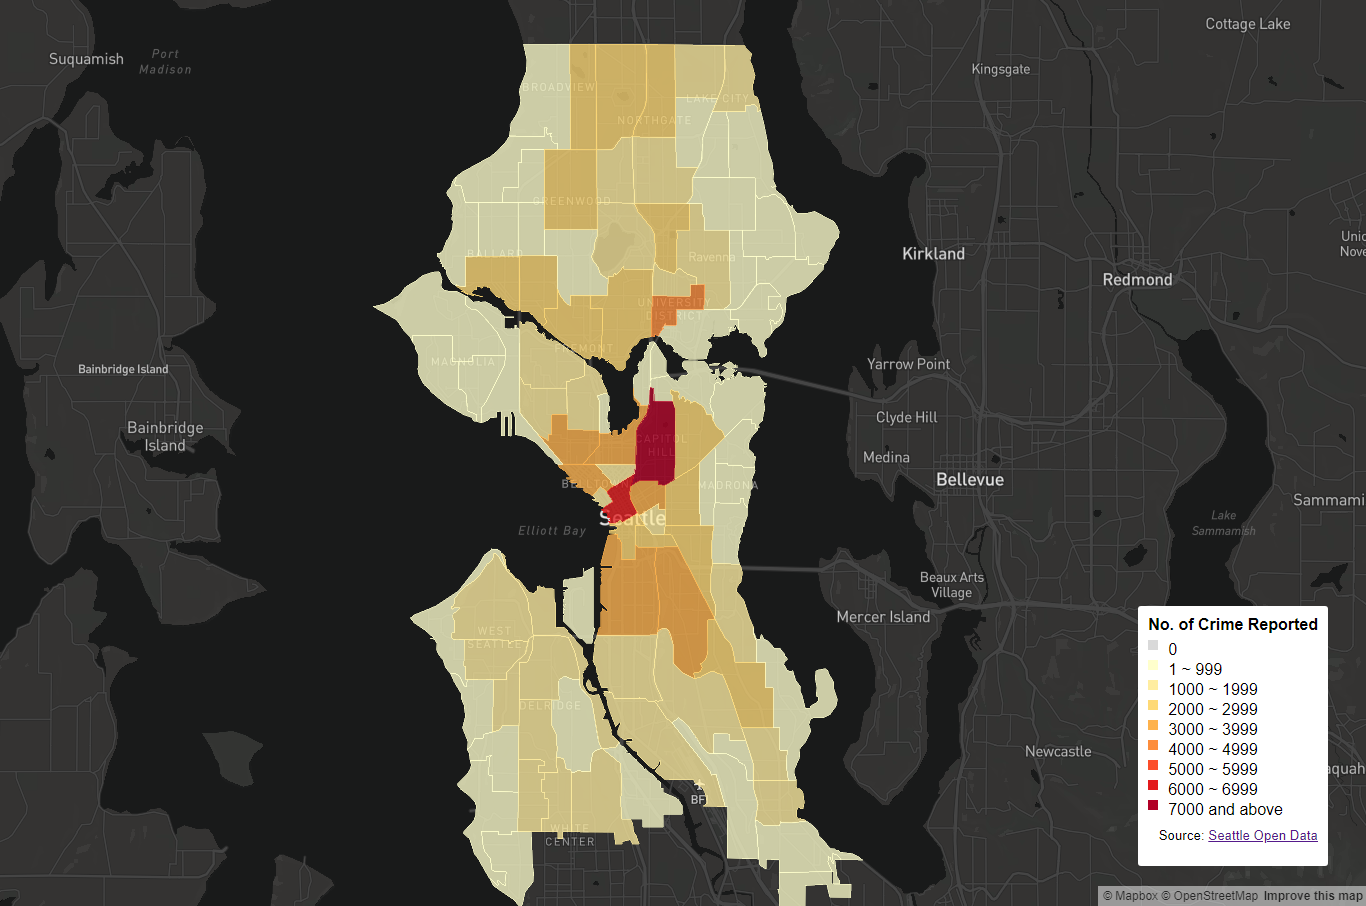 Cottage Lake
Suquamish
Port
Madison
Kingsgate
BROADVIEW
LAKE CITY
NORTHGATE
GREENWOOD
Kirkland
BALLARD
Ravenna
Redmond
UNIVERSITY
DISTRICT
FREMONT
MAGNOLIA
Yarrow Point
Bainbridge Island
Clyde Hill
Bainbridge
Island
CAPITOL
HILL
Medina
BELLTOWN
MADRONA
Bellevue
Sammami
Seattle
Elliott Bay
Lake
Sammamish
Beaux Arts
Village
Mercer Island
WEST
SEATTLE
DELRIDGE
Newcastle
aquah
BFI
WHITE
CENTER
No. of Crime Reported
0
1 ~ 999
1000 ~ 1999
2000 ~ 2999
3000 ~ 3999
4000 ~ 4999
5000 ~ 5999
6000 ~ 6999
7000 and above
Source: Seattle Open Data
© Mapbox © OpenStreetMap Improve this map